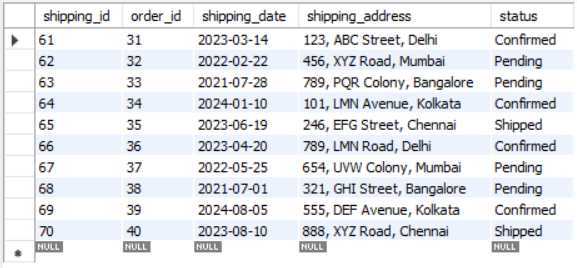 shipping_id order_id shipping_date shipping_address status
61 31 2023-03-14 123, ABC Street, Delhi Confirmed
62 32 2022-02-22 456, XYZ Road, Mumbai Pending
63 33 2021-07-28 789, PQR Colony, Bangalore Pending
64 34 2024-01-10 101, LMN Avenue, Kolkata Confirmed
65 35 2023-06-19 246, EFG Street, Chennai Shipped
66 36 2023-04-20 789, LMN Road, Delhi Confirmed
67 37 2022-05-25 654, UVW Colony, Mumbai Pending
68 38 2021-07-01 321, GHI Street, Bangalore Pending
69 39 2024-08-05 555, DEF Avenue, Kolkata Confirmed
70 40 2023-08-10 888, XYZ Road, Chennai Shipped
NULL NULL NULL NULL NULL